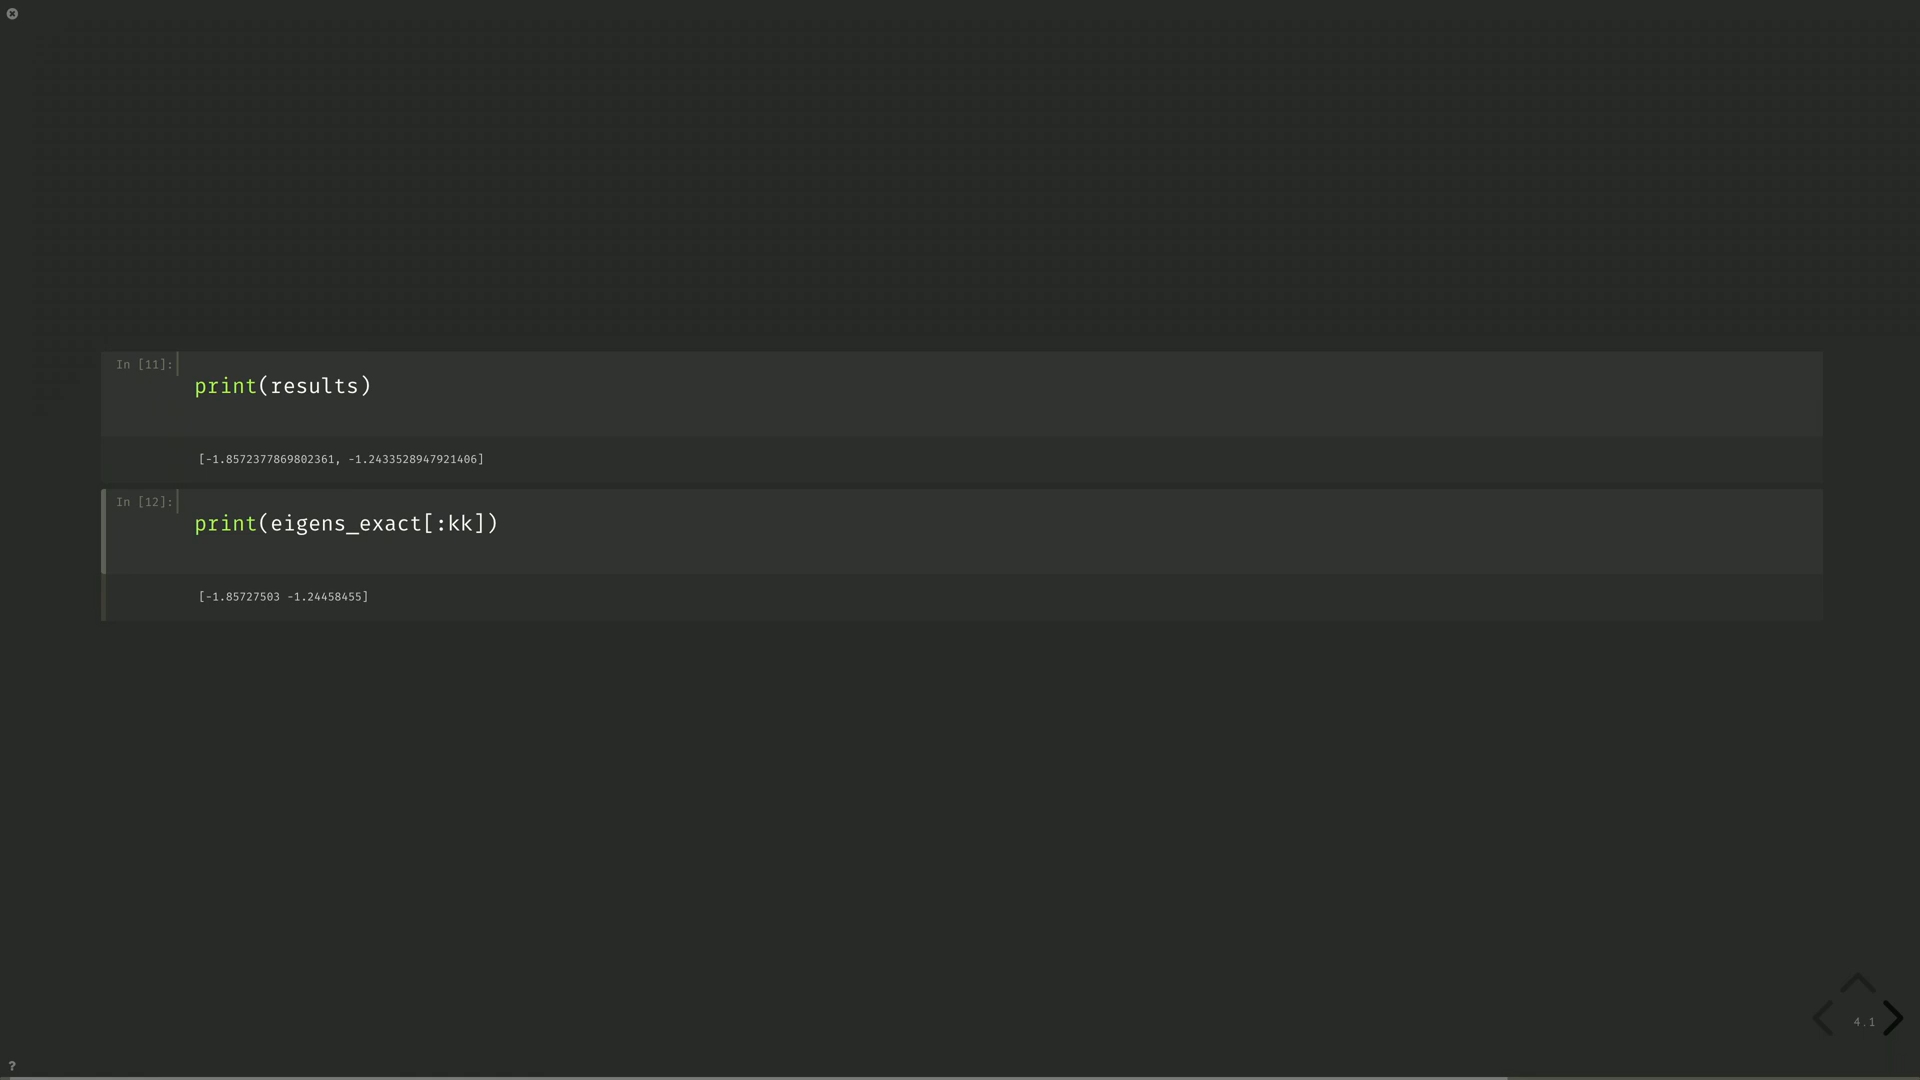 In [11]:
print(results)
[-1.8572377869802361, -1.2433528947921406]
In [12]:
print(eigens_exact[:kk])
[-1.85727503 -1.24458455]
4.1
?